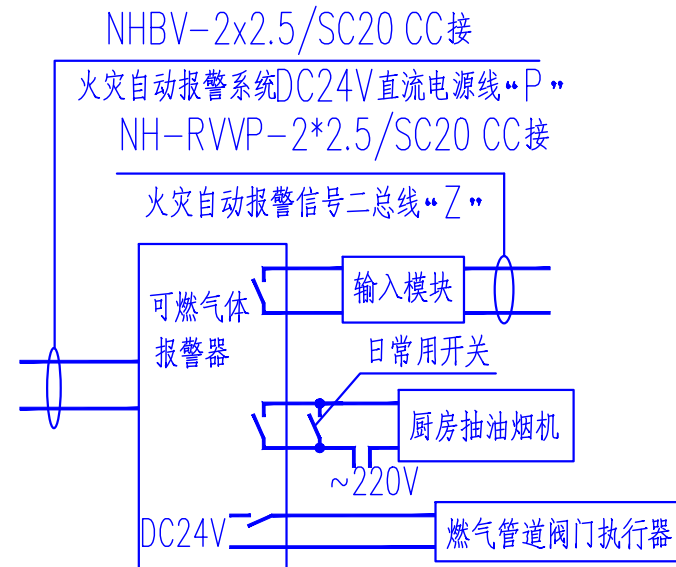 NHBV-2x2.5/SC20 CC接
火灾自动报警系统DC24V直流电源线“P”
NH-RVVP-2*2.5/SC20 CC接
火灾自动报警信号二总线“Z”
可燃气体
报警器
输入模块
日常用开关
厨房抽油烟机
~220V
DC24V
燃气管道阀门执行器